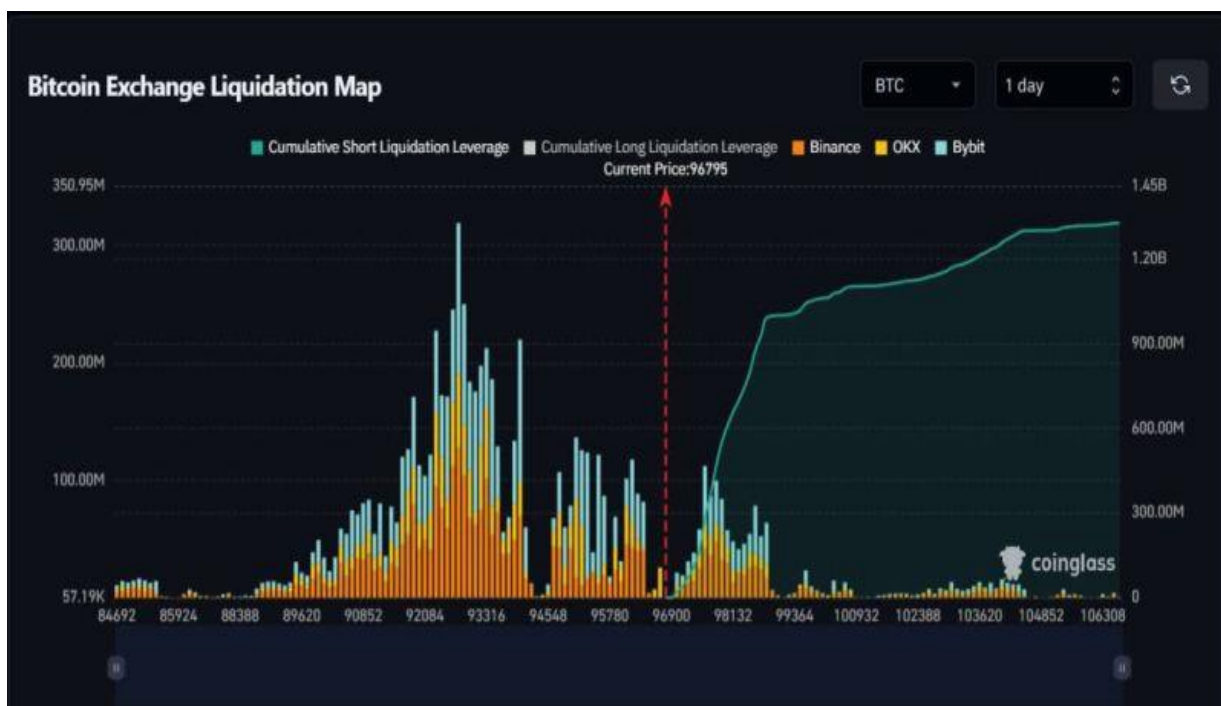 Bitcoin Exchange Liquidation Map
BTC
1 day
Cumulative Short Liquidation Leverage Cumulative Long Liquidation Leverage Binance OKX Bybit
Current Price:96795
350.95M 1.45B
300.00M 1.20B
200.00M 900.00M
600.00M
100.00M 300.00M
coinglass
57.19K 0
84692 85924 88388 89620 90852 92084 93316 94548 95780 96900 98132 99364 100932 102388 103620 104852 106308